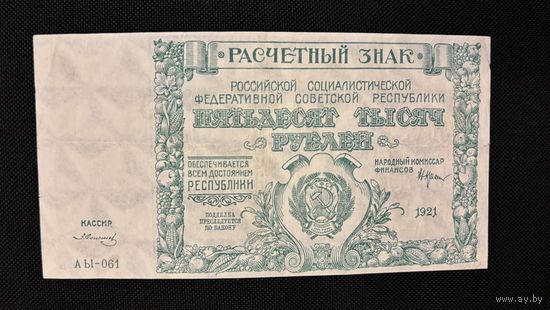 РАСЧЕТНЫЙ ЗНАК
РОССИЙСКОЙ СОЦИАЛИСТИЧЕСКОЙ
ФЕДЕРАТИВНОЙ СОВЕТСКОЙ РЕСПУБЛИКИ
ПЯТЬДЕСЯТ ТЫСЯЧ
РУБЛЕЙ
ОБЕСПЕЧИВАЕТСЯ
ВСЕМ ДОСТОЯНИЕМ
РЕСПУБЛИКИ
НАРОДНЫЙ КОМИССАР
ФИНАНСОВ
ПОДДЕЛКА
ПРЕСЛЕДУЕТСЯ
ПО ЗАКОНУ
1921
КАССИР
АЫ-061
www.ay.by